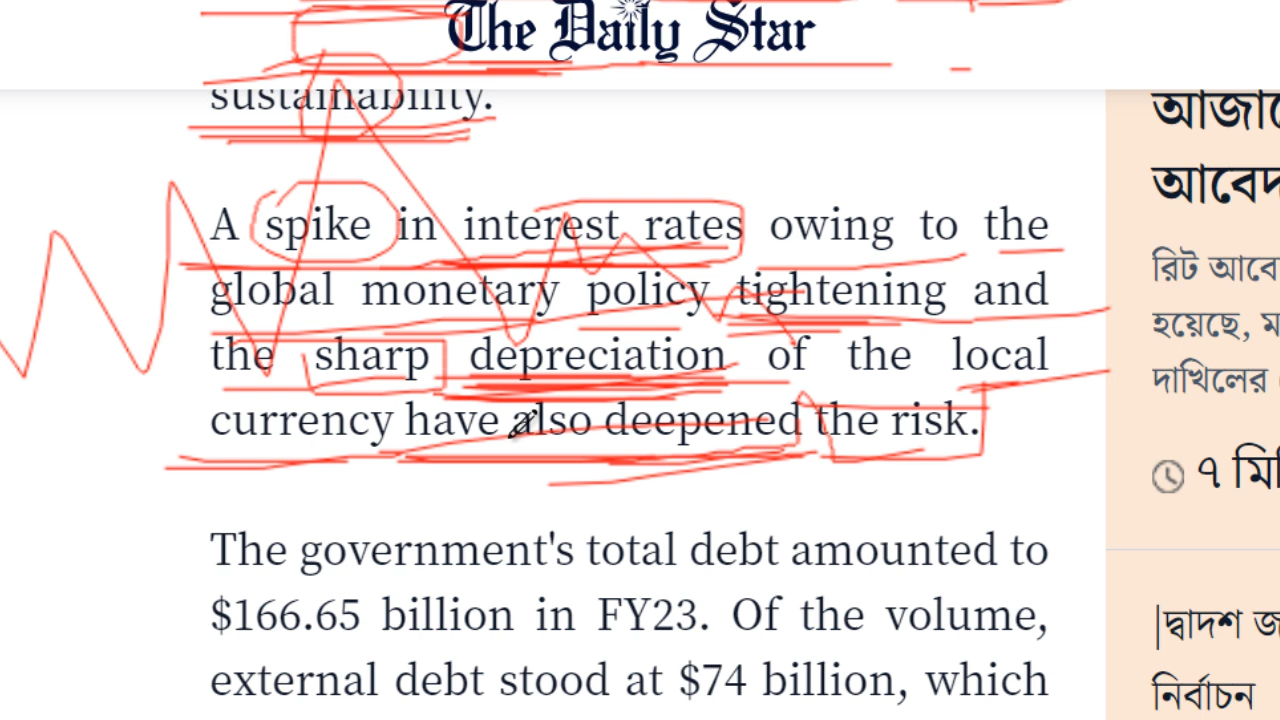 The Daily Star
sustainability.
A spike in interest rates owing to the
global monetary policy tightening and
the sharp depreciation of the local
currency have also deepened the risk.
The government's total debt amounted to
$166.65 billion in FY23. Of the volume,
external debt stood at $74 billion, which
রিট আবে
হয়েছে, ম
দাখিলের
৭ মি
|দ্বাদশ জ
নির্বাচন